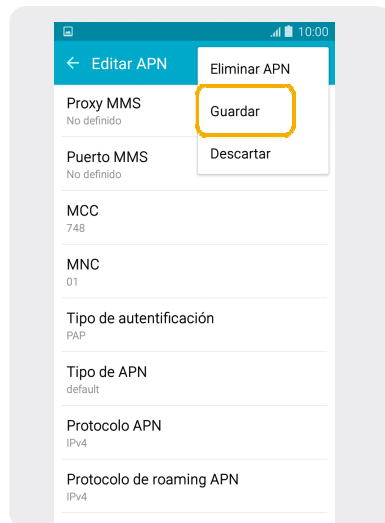 10:00
Editar APN
Eliminar APN
Guardar
Descartar
Proxy MMS
No definido
Puerto MMS
No definido
MCC
748
MNC
01
Tipo de autentificación
PAP
Tipo de APN
default
Protocolo APN
IPv4
Protocolo de roaming APN
IPv4